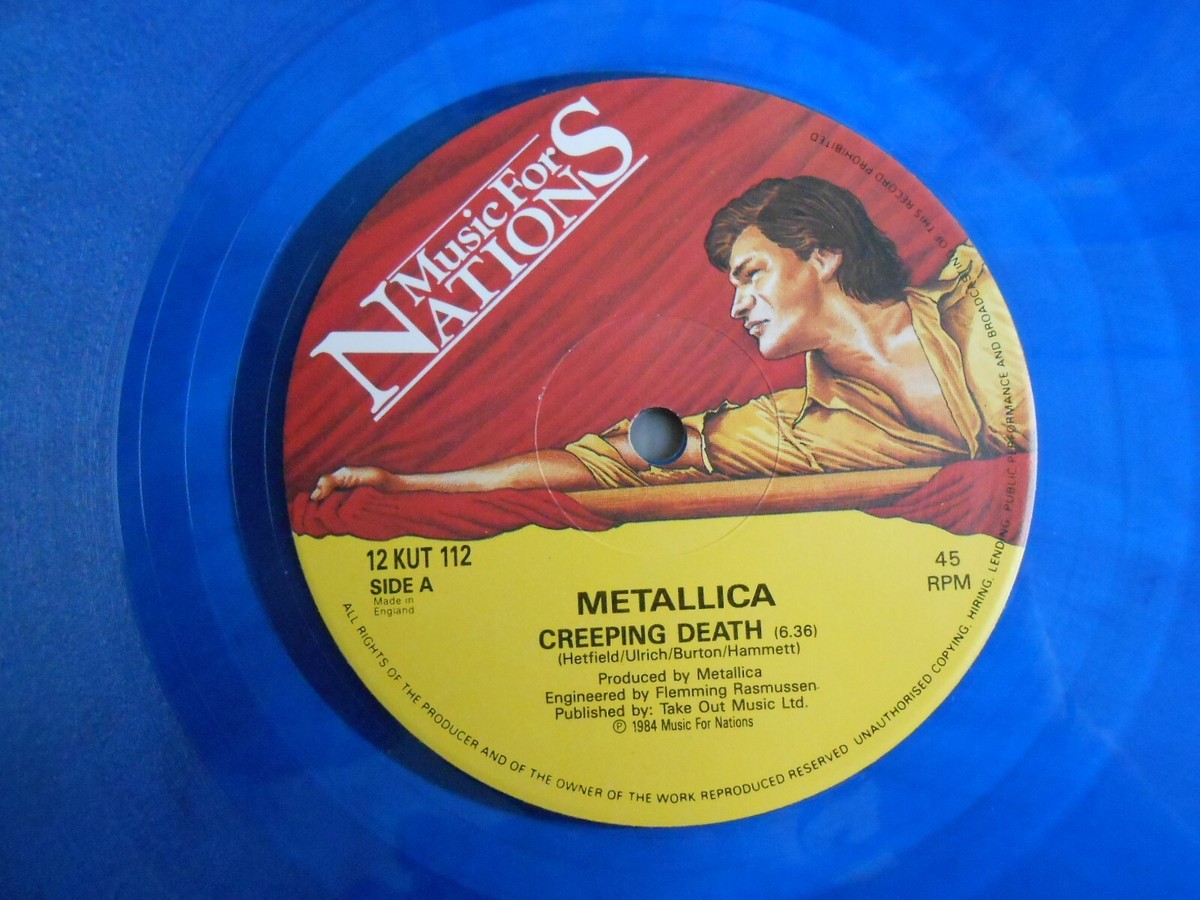 Music For
NATIONS
12 KUT 112
SIDE A
Made in
England
45
RPM
METALLICA
CREEPING DEATH (6.36)
(Hetfield/Ulrich/Burton/Hammett)
Produced by Metallica
Engineered by Flemming Rasmussen.
Published by: Take Out Music Ltd.
℗ 1984 Music For Nations
ALL RIGHTS OF THE PRODUCER AND OF THE OWNER OF THE WORK REPRODUCED RESERVED UNAUTHORISED COPYING, HIRING, LENDING, PUBLIC PERFORMANCE AND BROADCASTING OF THIS RECORD PROHIBITED